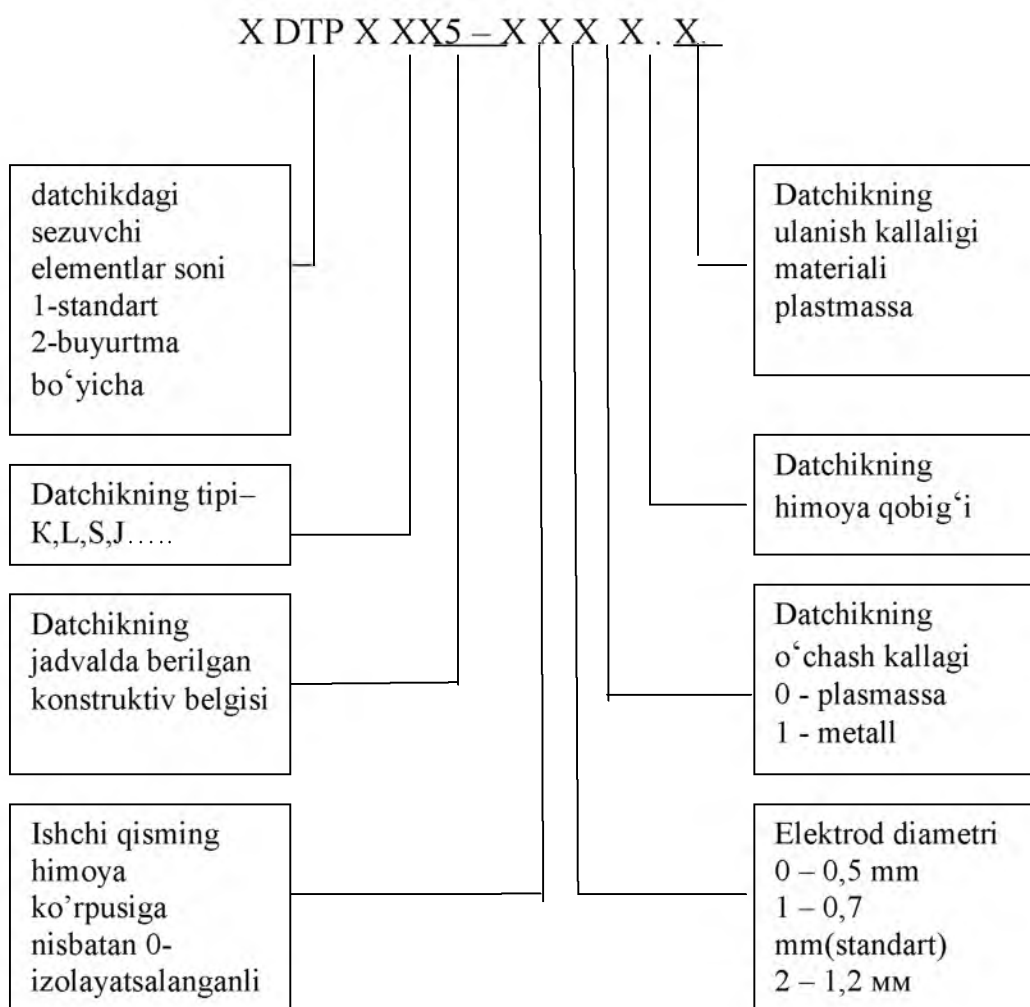 X DTP X XX5 – X X X X . X
datchikdagi
sezuvchi
elementlar soni
1-standart
2-buyurtma
bo‘yicha
Datchikning tipi–
K,L,S,J…..
Datchikning
jadvalda berilgan
konstruktiv belgisi
Ishchi qisming
himoya
ko’rpusiga
nisbatan 0-
izolayatsalanganli
Datchikning
ulanish kallaligi
materiali
plastmassa
Datchikning
himoya qobig‘i
Datchikning
o‘chash kallagi
0 - plasmassa
1 - metall
Elektrod diametri
0 – 0,5 mm
1 – 0,7
mm(standart)
2 – 1,2 мм